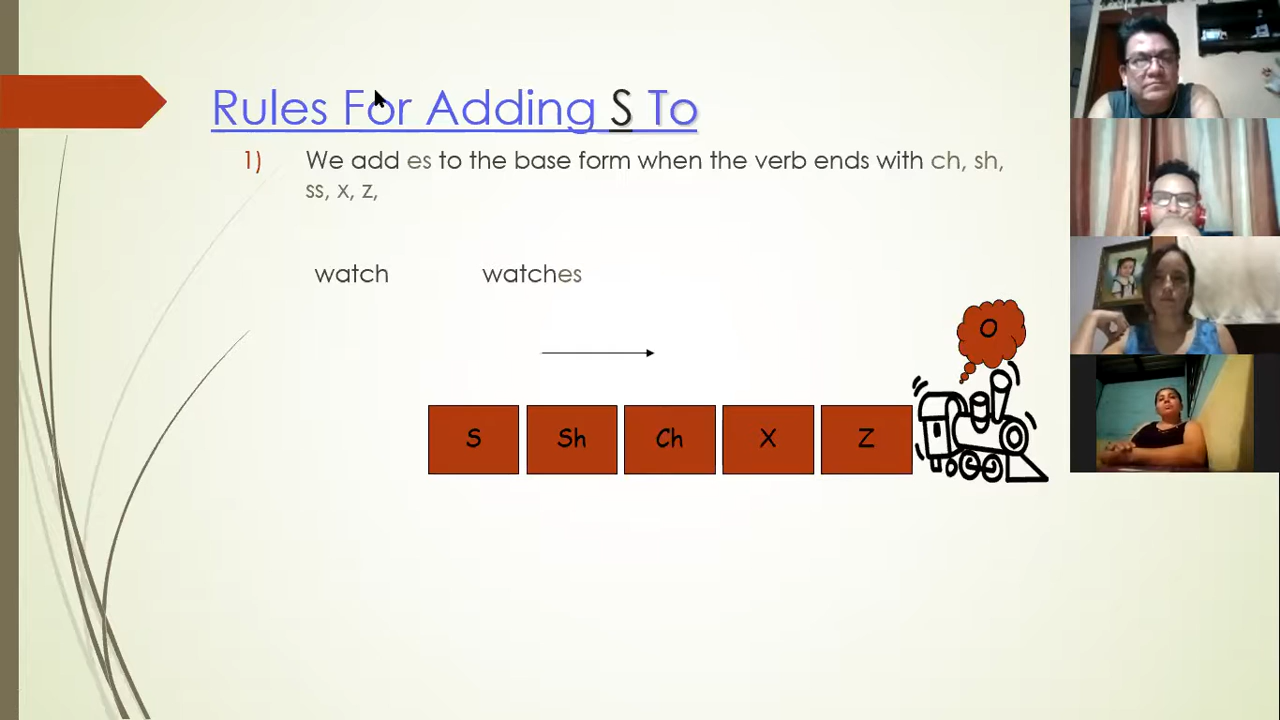 Rules For Adding S To
1) We add es to the base form when the verb ends with ch, sh,
ss, x, z,
watch watches
O
S Sh Ch X Z